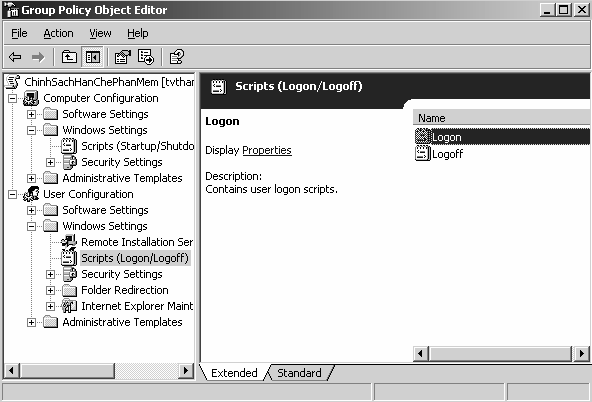 Group Policy Object Editor
File Action View Help
ChinhSachHanChePhanMem [tvthar
Computer Configuration
Software Settings
Windows Settings
Scripts (Startup/Shutdo
Security Settings
Administrative Templates
User Configuration
Software Settings
Windows Settings
Remote Installation Ser
Scripts (Logon/Logoff)
Security Settings
Folder Redirection
Internet Explorer Maint
Administrative Templates
Scripts (Logon/Logoff)
Logon
Display Properties
Description:
Contains user logon scripts.
Name
Logon
Logoff
Extended Standard